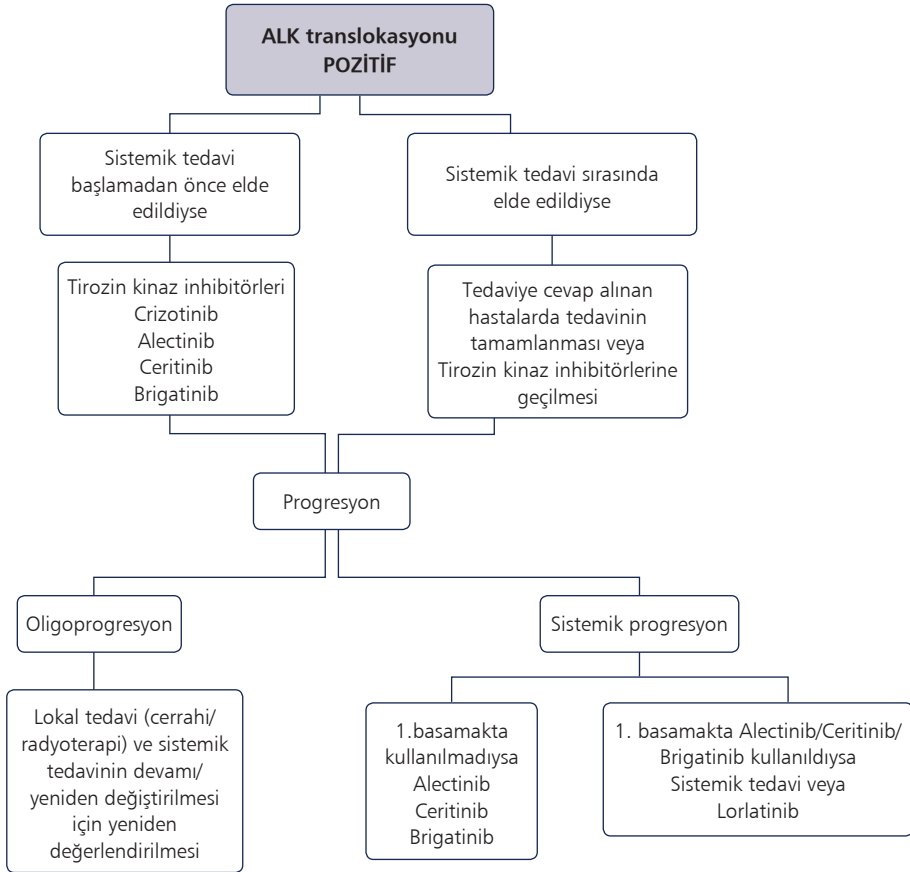 ALK translokasyonu
POZİTİF
Sistemik tedavi
başlamadan önce elde
edildiyse
Sistemik tedavi sırasında
elde edildiyse
Tirozin kinaz inhibitörleri
Crizotinib
Alectinib
Ceritinib
Brigatinib
Tedaviye cevap alınan
hastalarda tedavinin
tamamlanması veya
Tirozin kinaz inhibitörlerine
geçilmesi
Progresyon
Oligoprogresyon
Sistemik progresyon
Lokal tedavi (cerrahi/
radyoterapi) ve sistemik
tedavinin devamı/
yeniden değiştirilmesi
için yeniden
değerlendirilmesi
1.basamakta
kullanılmadıysa
Alectinib
Ceritinib
Brigatinib
1. basamakta Alectinib/Ceritinib/
Brigatinib kullanıldıysa
Sistemik tedavi veya
Lorlatinib